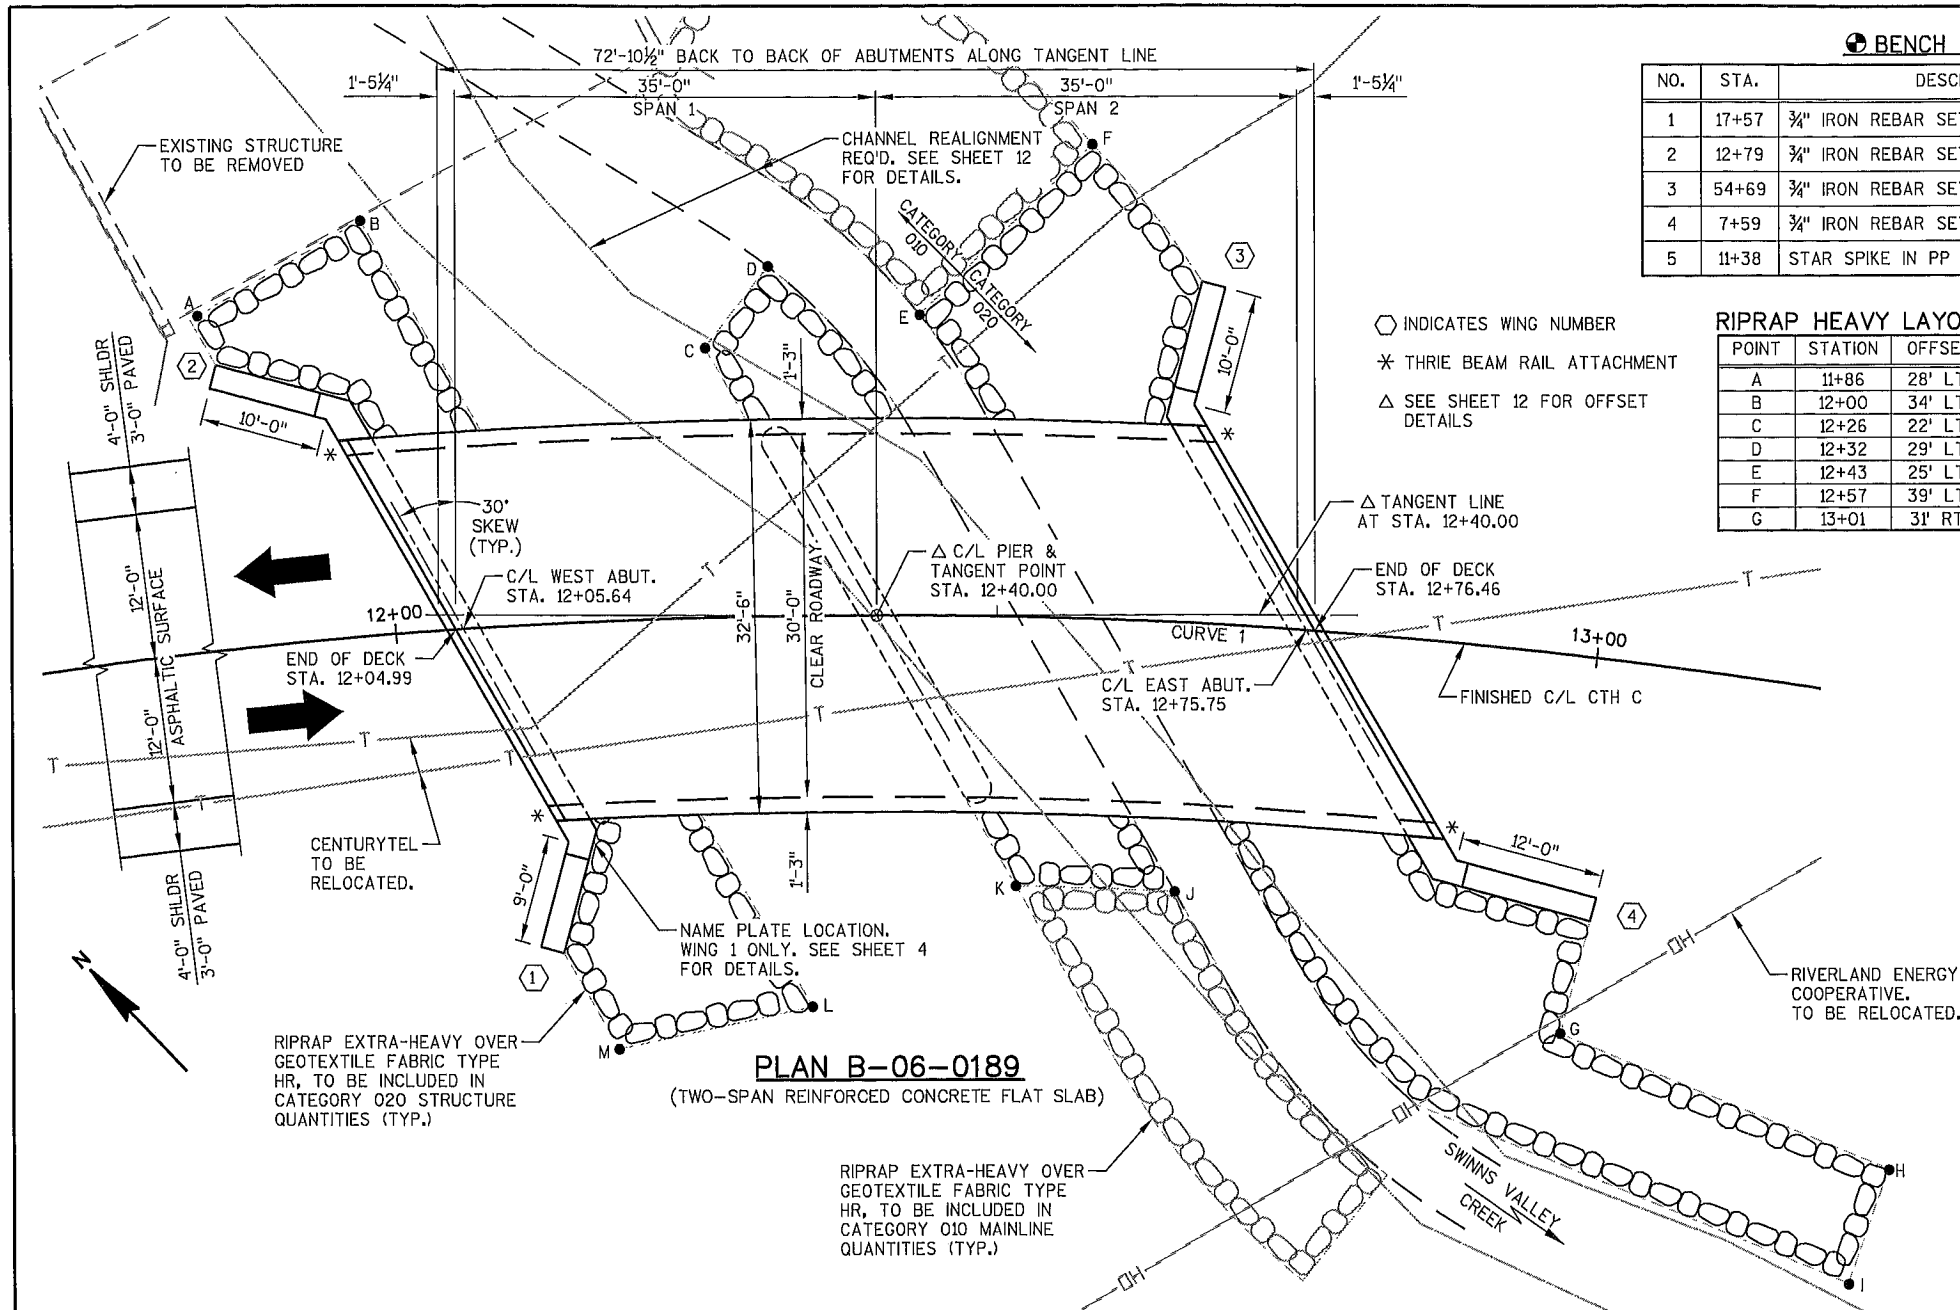 72'-10½" BACK TO BACK OF ABUTMENTS ALONG TANGENT LINE
1'-5¼"
35'-0"
SPAN 1
35'-0"
SPAN 2
1'-5¼"
BENCH
NO. STA. DESC
1 17+57 ¾" IRON REBAR SE
2 12+79 ¾" IRON REBAR SE
3 54+69 ¾" IRON REBAR SE
4 7+59 ¾" IRON REBAR SE
5 11+38 STAR SPIKE IN PP
EXISTING STRUCTURE
TO BE REMOVED
CHANNEL REALIGNMENT
REQ'D. SEE SHEET 12
FOR DETAILS.
F
B
CATEGORY
010
CATEGORY
020
3
D
A
E
C
2
10'-0"
1'-3"
INDICATES WING NUMBER
* THRIE BEAM RAIL ATTACHMENT
△ SEE SHEET 12 FOR OFFSET
DETAILS
RIPRAP HEAVY LAYO
POINT STATION OFFSE
A 11+86 28' LT
B 12+00 34' LT
C 12+26 22' LT
D 12+32 29' LT
E 12+43 25' LT
F 12+57 39' LT
G 13+01 31' RT
4'-0" SHLDR
3'-0" PAVED
10'-0"
*
*
30°
SKEW
(TYP.)
△ TANGENT LINE
AT STA. 12+40.00
12'-0"
ASPHALTIC SURFACE
12'-0"
C/L WEST ABUT.
STA. 12+05.64
△ C/L PIER &
TANGENT POINT
STA. 12+40.00
END OF DECK
STA. 12+76.46
T
T
T
12+00
32'-6"
30'-0"
CLEAR ROADWAY
CURVE 1
13+00
END OF DECK
STA. 12+04.99
C/L EAST ABUT.
STA. 12+75.75
FINISHED C/L CTH C
T
T
T
T
T
T
*
*
CENTURYTEL
TO BE
RELOCATED.
4'-0" SHLDR
3'-0" PAVED
9'-0"
1'-3"
12'-0"
K
J
4
NAME PLATE LOCATION.
WING 1 ONLY. SEE SHEET 4
FOR DETAILS.
N
1
OH
RIVERLAND ENERGY
COOPERATIVE.
TO BE RELOCATED.
L
G
M
RIPRAP EXTRA-HEAVY OVER
GEOTEXTILE FABRIC TYPE
HR, TO BE INCLUDED IN
CATEGORY 020 STRUCTURE
QUANTITIES (TYP.)
PLAN B-06-0189
(TWO-SPAN REINFORCED CONCRETE FLAT SLAB)
OH
RIPRAP EXTRA-HEAVY OVER
GEOTEXTILE FABRIC TYPE
HR, TO BE INCLUDED IN
CATEGORY 010 MAINLINE
QUANTITIES (TYP.)
SWINNS VALLEY
CREEK
H
OH
I